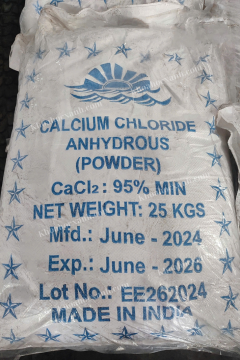 CALCIUM CHLORIDE
ANHYDROUS
(POWDER)
CaCl2 : 95% MIN
NET WEIGHT: 25 KGS
Mfd.: June - 2024
Exp.: June - 2026
Lot No.: EE262024
MADE IN INDIA